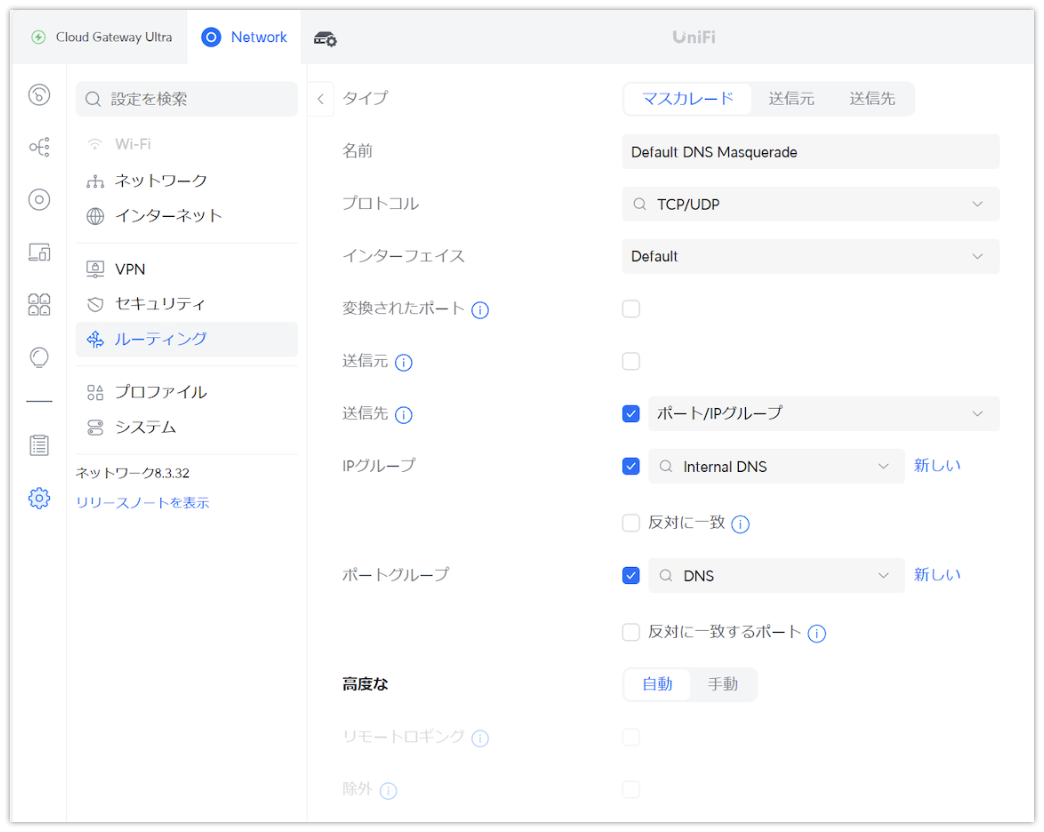 Cloud Gateway Ultra
Network
UniFi
設定を検索
Wi-Fi
ネットワーク
インターネット
VPN
セキュリティ
ルーティング
プロファイル
システム
ネットワーク8.3.32
リリースノートを表示
タイプ
マスカレード 送信元 送信先
名前
Default DNS Masquerade
プロトコル
TCP/UDP
インターフェイス
Default
変換されたポート
送信元
送信先
ポート/IPグループ
IPグループ
Internal DNS
新しい
反対に一致
ポートグループ
DNS
新しい
反対に一致するポート
高度な
自動 手動
リモートロギング
除外